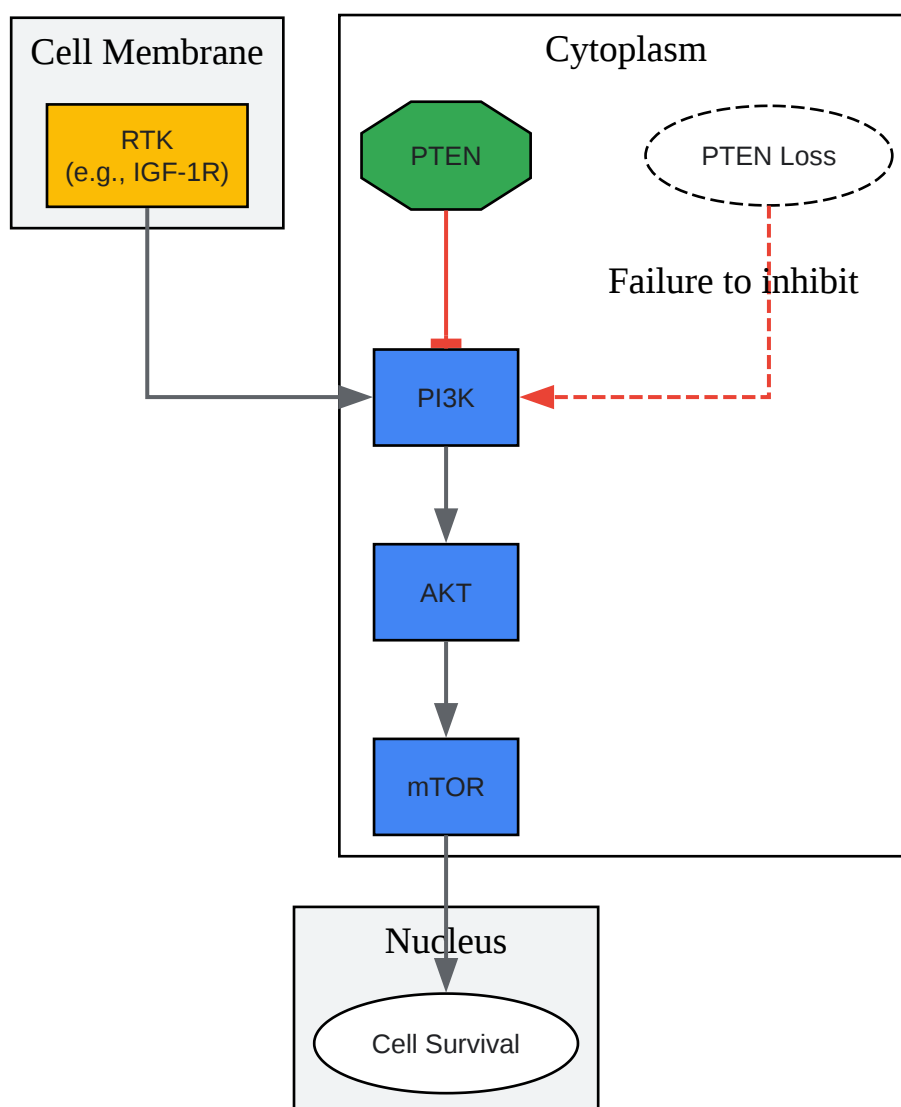 Cell Membrane
RTK
(e.g., IGF-1R)
Cytoplasm
PTEN
PTEN Loss
Failure to inhibit
PI3K
AKT
mTOR
Nucleus
Cell Survival